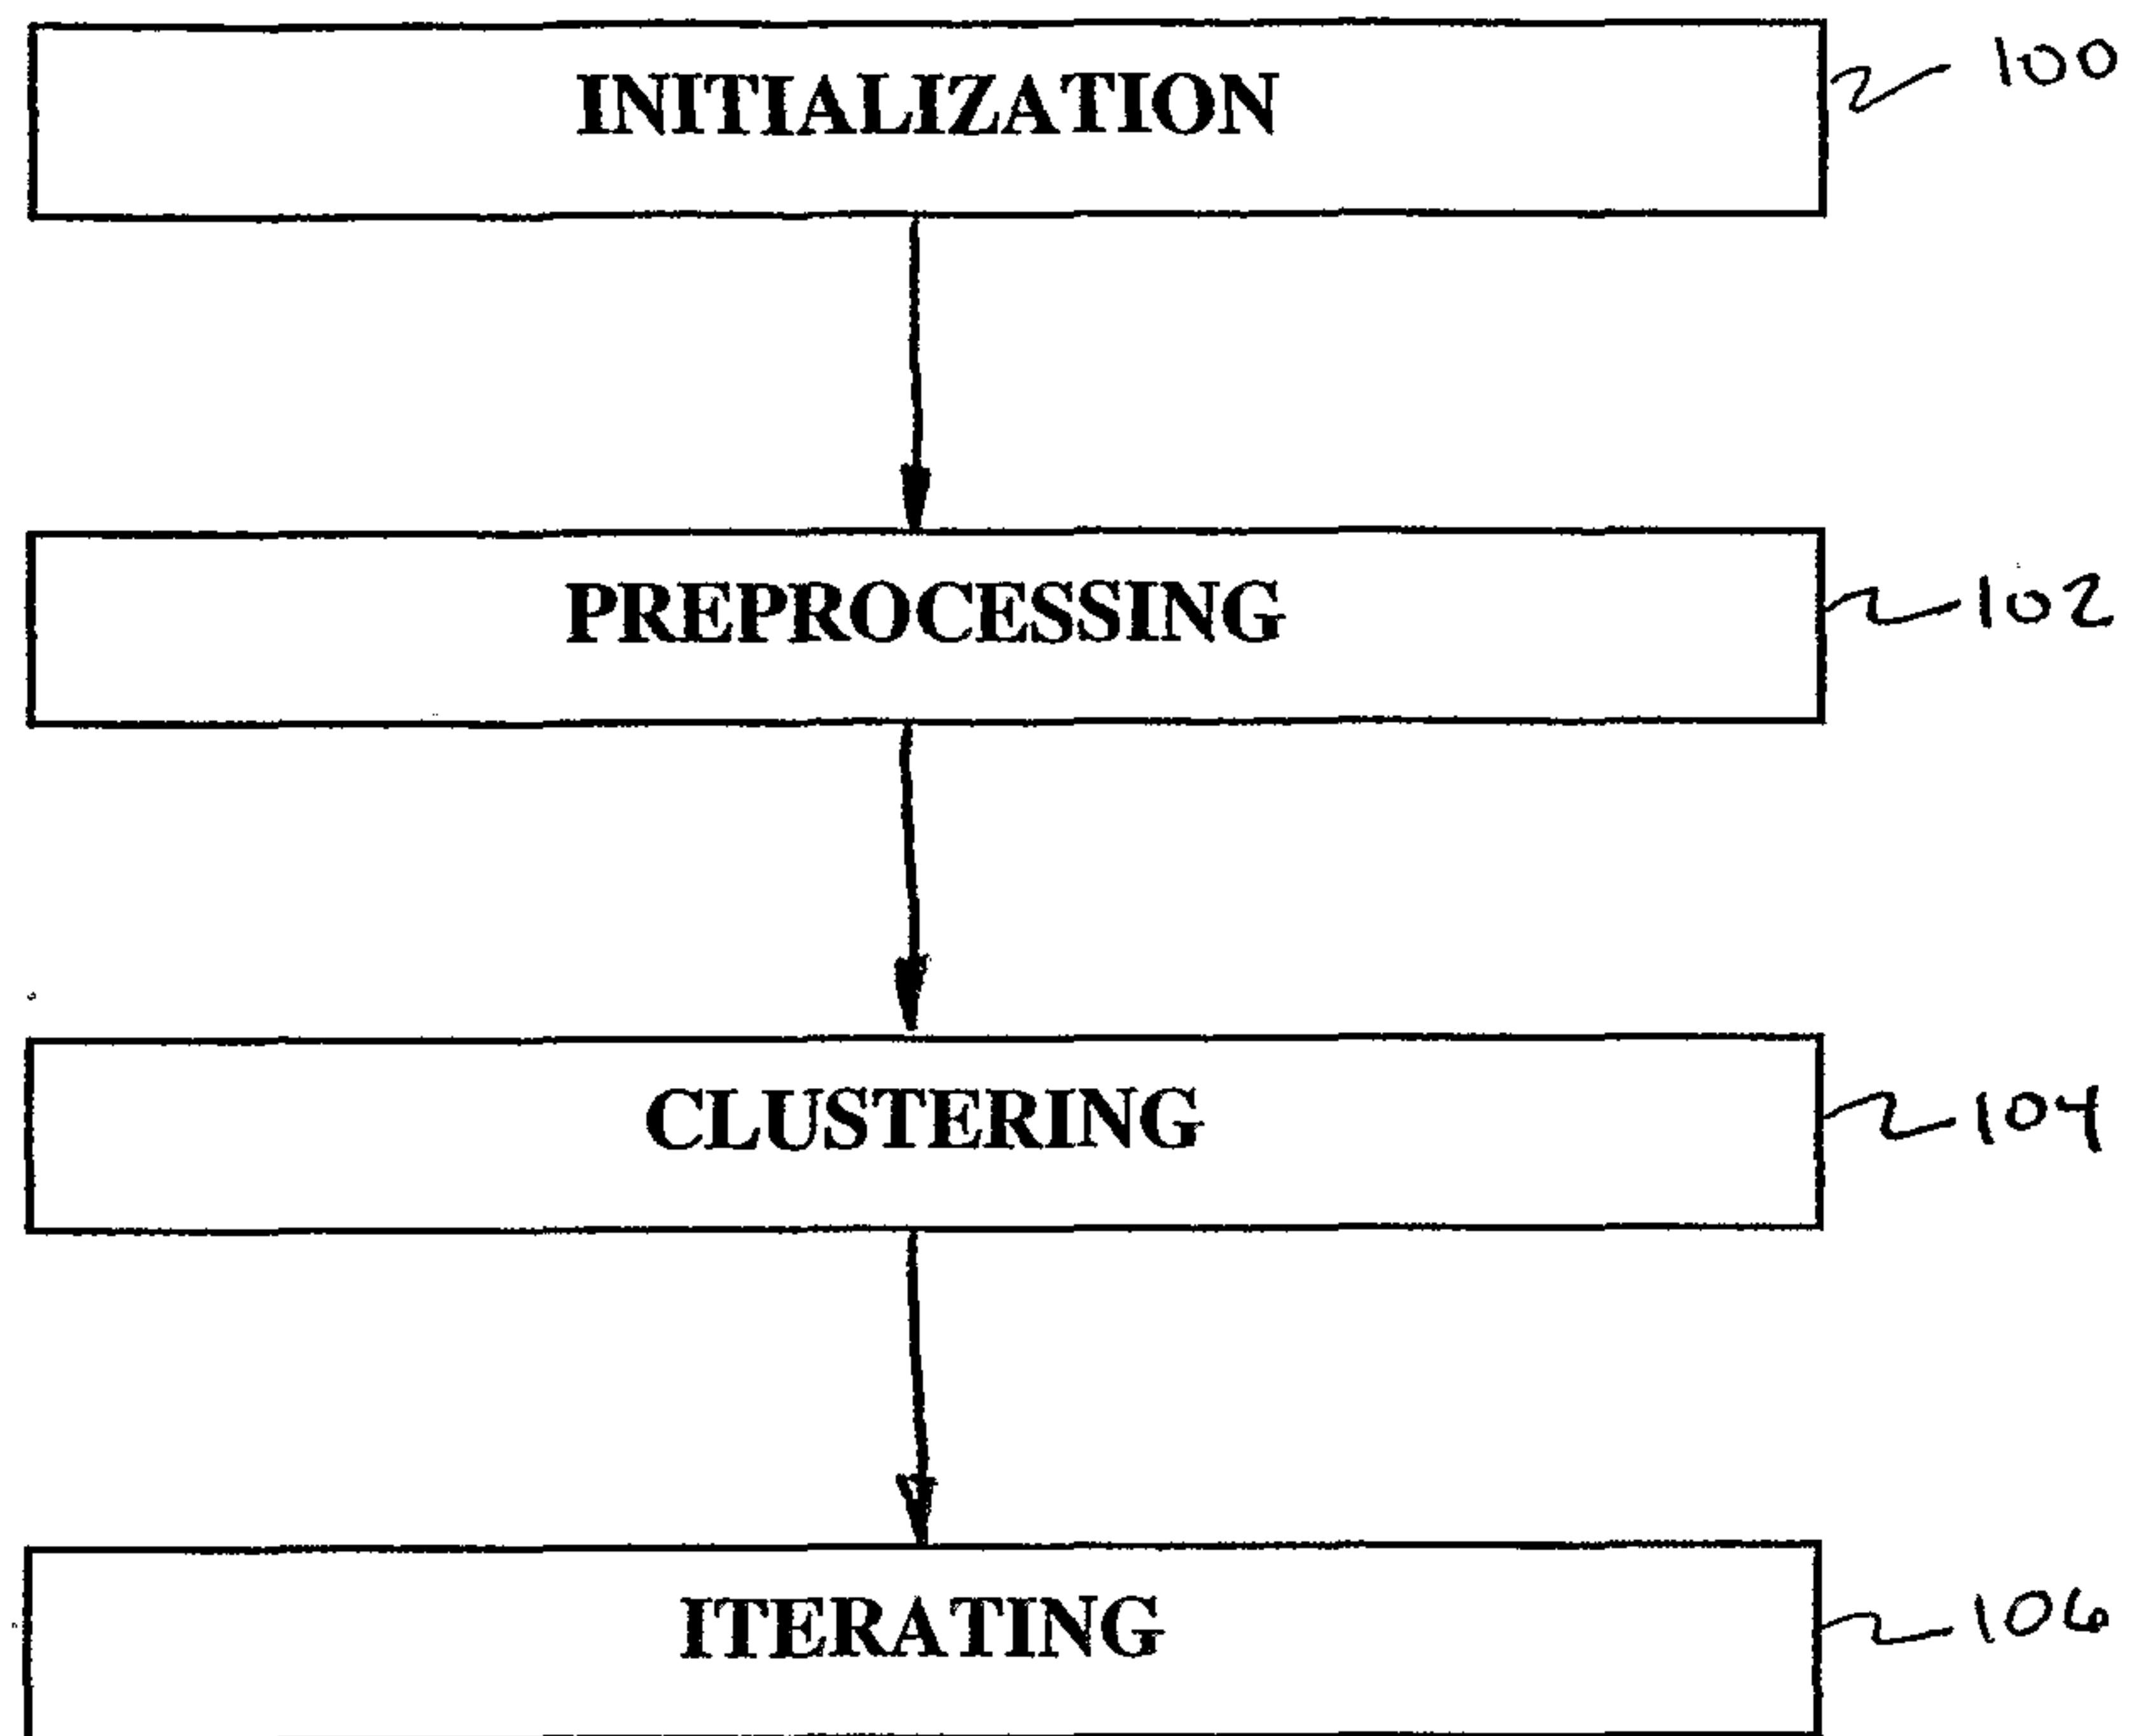 INITIALIZATION 100
PREPROCESSING 102
CLUSTERING 104
ITERATING 106